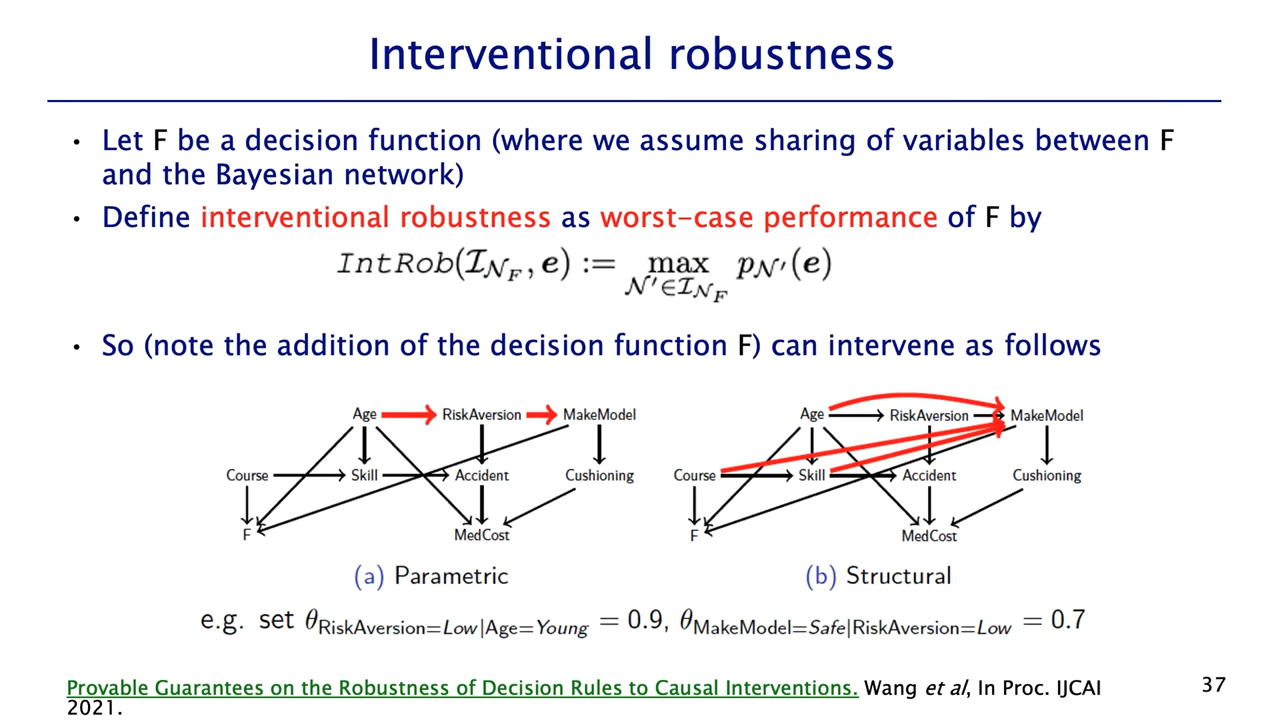 Interventional robustness
• Let F be a decision function (where we assume sharing of variables between F
and the Bayesian network)
• Define interventional robustness as worst-case performance of F by
IntRob(𝓘_{𝒩_F}, e) := max_{𝒩′∈𝓘_{𝒩_F}} p_{𝒩′}(e)
• So (note the addition of the decision function F) can intervene as follows
Age RiskAversion MakeModel
Course Skill Accident Cushioning
F MedCost
(a) Parametric
Age RiskAversion MakeModel
Course Skill Accident Cushioning
F MedCost
(b) Structural
e.g. set θ_{RiskAversion=Low|Age=Young} = 0.9, θ_{MakeModel=Safe|RiskAversion=Low} = 0.7
Provable Guarantees on the Robustness of Decision Rules to Causal Interventions. Wang et al, In Proc. IJCAI
2021.
37